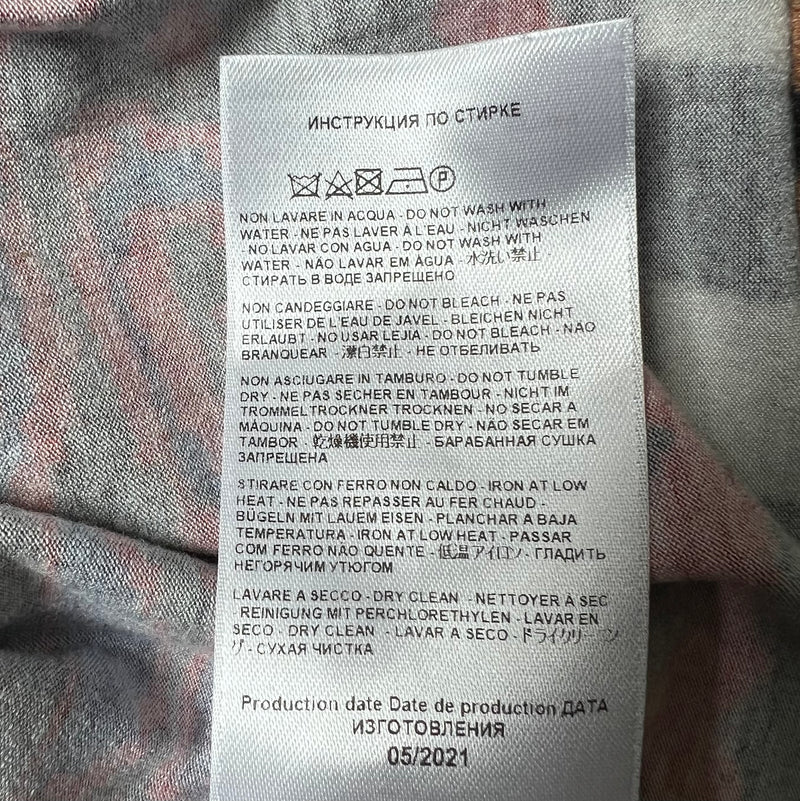 ИНСТРУКЦИЯ ПО СТИРКЕ
P
NON LAVARE IN ACQUA - DO NOT WASH WITH
WATER - NE PAS LAVER À L'EAU - NICHT WASCHEN
- NO LAVAR CON AGUA - DO NOT WASH WITH
WATER - NÃO LAVAR EM ÁGUA - 水洗い禁止 -
СТИРАТЬ В ВОДЕ ЗАПРЕЩЕНО
NON CANDEGGIARE - DO NOT BLEACH - NE PAS
UTILISER DE L'EAU DE JAVEL - BLEICHEN NICHT
ERLAUBT - NO USAR LEJIA - DO NOT BLEACH - NÃO
BRANQUEAR - 漂白禁止 - НЕ ОТБЕЛИВАТЬ
NON ASCIUGARE IN TAMBURO - DO NOT TUMBLE
DRY - NE PAS SECHER EN TAMBOUR - NICHT IM
TROMMELTROCKNER TROCKNEN - NO SECAR A
MÁQUINA - DO NOT TUMBLE DRY - NÃO SECAR EM
TAMBOR - 乾燥機使用禁止 - БАРАБАННАЯ СУШКА
ЗАПРЕЩЕНА
STIRARE CON FERRO NON CALDO - IRON AT LOW
HEAT - NE PAS REPASSER AU FER CHAUD -
BÜGELN MIT LAUEM EISEN - PLANCHAR A BAJA
TEMPERATURA - IRON AT LOW HEAT - PASSAR
COM FERRO NÃO QUENTE - 低温アイロン - ГЛАДИТЬ
НЕГОРЯЧИМ УТЮГОМ
LAVARE A SECCO - DRY CLEAN - NETTOYER À SEC
- REINIGUNG MIT PERCHLORETHYLEN - LAVAR EN
SECO - DRY CLEAN - LAVAR A SECO - ドライクリーニン
グ - СУХАЯ ЧИСТКА
Production date Date de production ДАТА
ИЗГОТОВЛЕНИЯ
05/2021